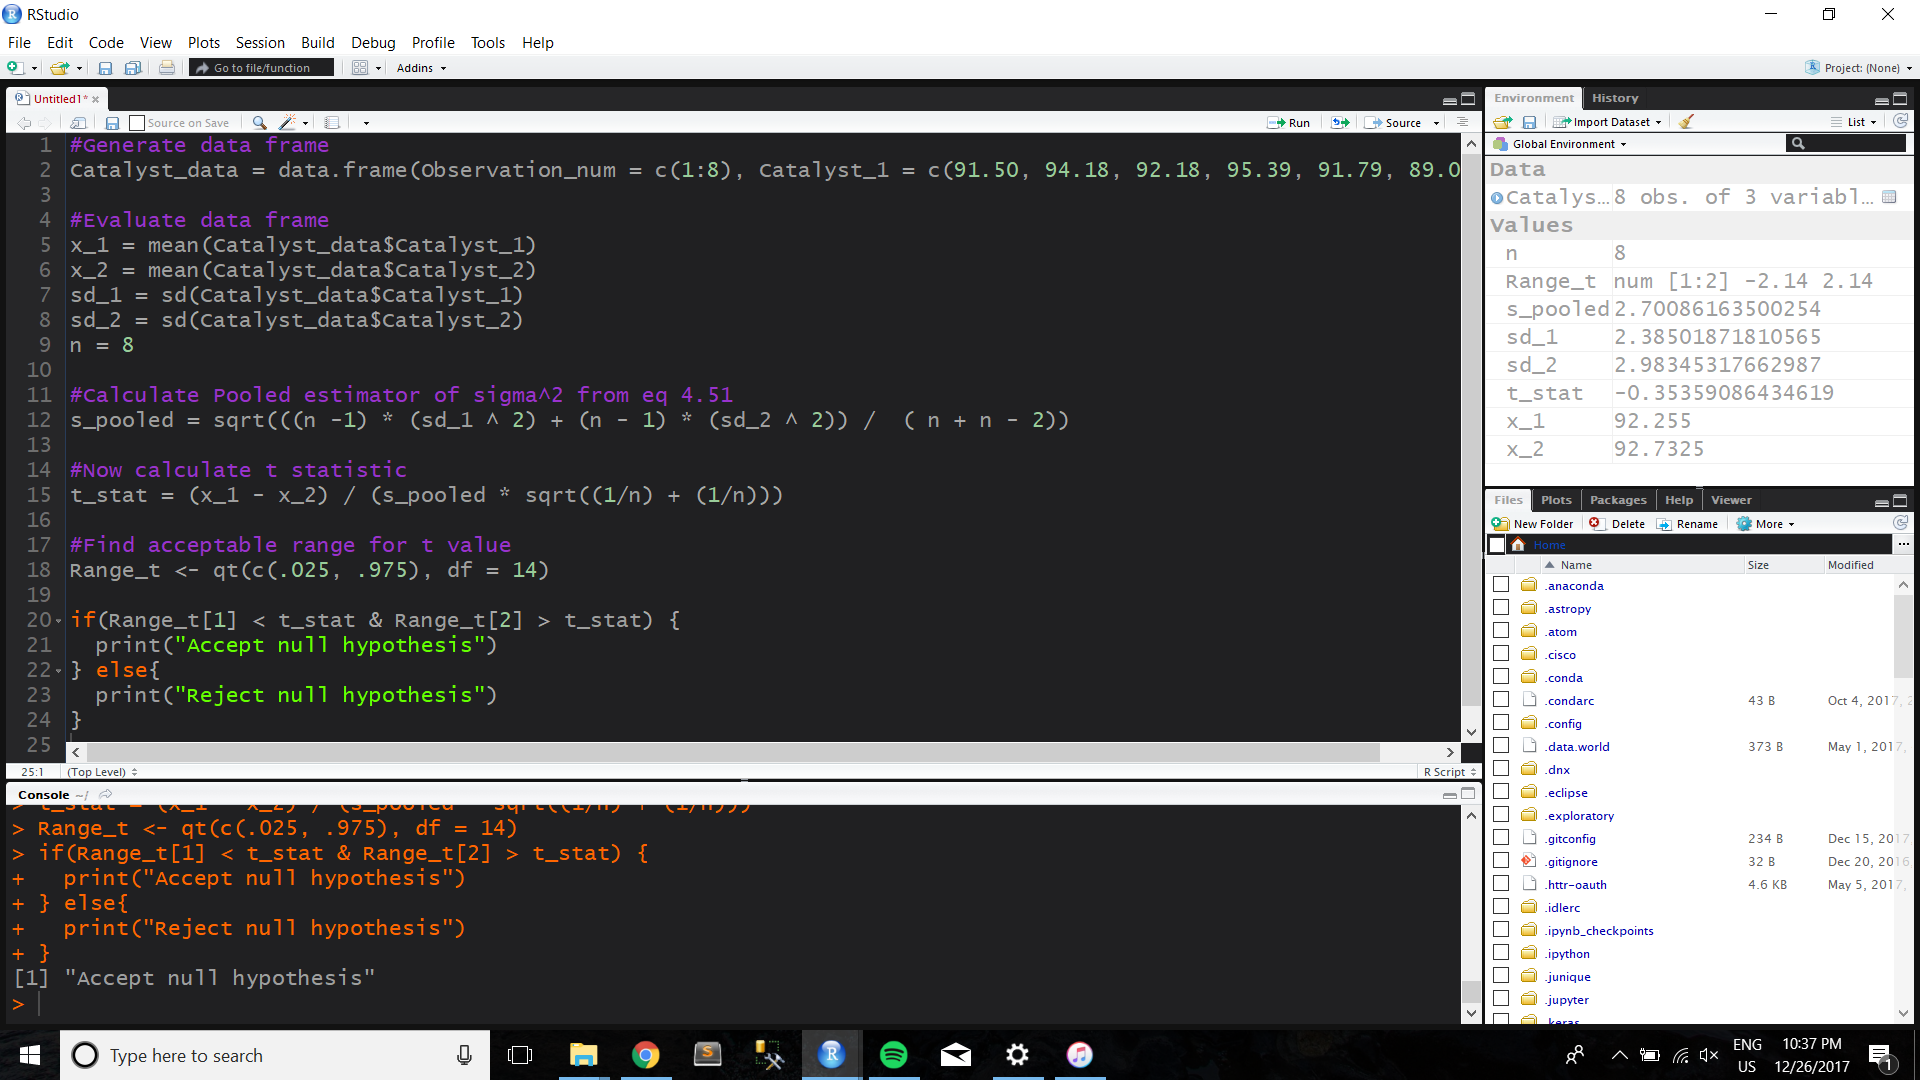 RStudio
File Edit Code View Plots Session Build Debug Profile Tools Help
Go to file/function Addins Project: (None)
Untitled1*
Source on Save Run Source
1 #Generate data frame
2 Catalyst_data = data.frame(Observation_num = c(1:8), Catalyst_1 = c(91.50, 94.18, 92.18, 95.39, 91.79, 89.0
3
4 #Evaluate data frame
5 x_1 = mean(Catalyst_data$Catalyst_1)
6 x_2 = mean(Catalyst_data$Catalyst_2)
7 sd_1 = sd(Catalyst_data$Catalyst_1)
8 sd_2 = sd(Catalyst_data$Catalyst_2)
9 n = 8
10
11 #Calculate Pooled estimator of sigma^2 from eq 4.51
12 s_pooled = sqrt(((n -1) * (sd_1 ^ 2) + (n - 1) * (sd_2 ^ 2)) /  ( n + n - 2))
13
14 #Now calculate t statistic
15 t_stat = (x_1 - x_2) / (s_pooled * sqrt((1/n) + (1/n)))
16
17 #Find acceptable range for t value
18 Range_t <- qt(c(.025, .975), df = 14)
19
20 if(Range_t[1] < t_stat & Range_t[2] > t_stat) {
21   print("Accept null hypothesis")
22 } else{
23   print("Reject null hypothesis")
24 }
25
25:1 (Top Level) R Script
Console ~/
> t_stat = (x_1 - x_2) / (s_pooled * sqrt((1/n) + (1/n)))
> Range_t <- qt(c(.025, .975), df = 14)
> if(Range_t[1] < t_stat & Range_t[2] > t_stat) {
+   print("Accept null hypothesis")
+ } else{
+   print("Reject null hypothesis")
+ }
[1] "Accept null hypothesis"
>
Environment History
Import Dataset List
Global Environment
Data
Catalys… 8 obs. of 3 variabl…
Values
n 8
Range_t num [1:2] -2.14 2.14
s_pooled 2.70086163500254
sd_1 2.38501871810565
sd_2 2.98345317662987
t_stat -0.35359086434619
x_1 92.255
x_2 92.7325
Files Plots Packages Help Viewer
New Folder Delete Rename More
Home ...
Name Size Modified
.anaconda
.astropy
.atom
.cisco
.conda
.condarc 43 B Oct 4, 2017, 2
.config
.data.world 373 B May 1, 2017,
.dnx
.eclipse
.exploratory
.gitconfig 234 B Dec 15, 2017,
.gitignore 32 B Dec 20, 2016
.httr-oauth 4.6 KB May 5, 2017,
.idlerc
.ipynb_checkpoints
.ipython
.junique
.jupyter
.keras
Type here to search
ENG
US
10:37 PM
12/26/2017
1